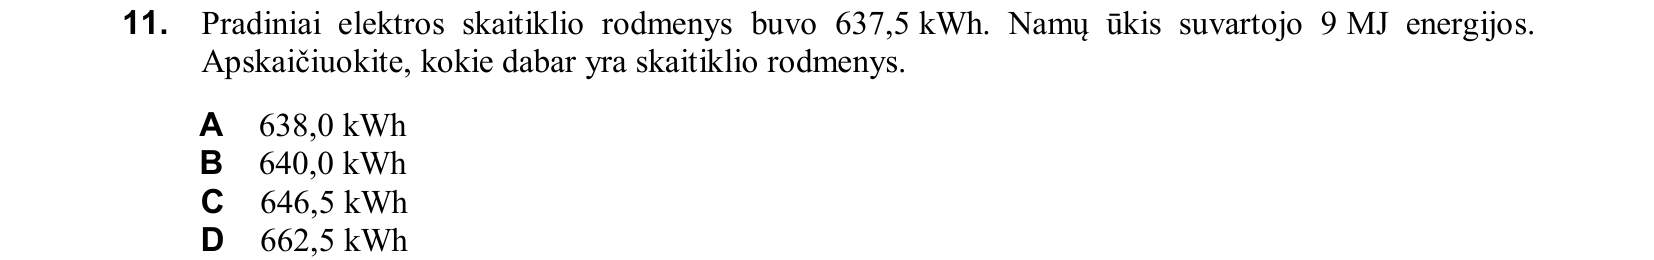 11. Pradiniai elektros skaitiklio rodmenys buvo 637,5 kWh. Namų ūkis suvartojo 9 MJ energijos.
Apskaičiuokite, kokie dabar yra skaitiklio rodmenys.
A 638,0 kWh
B 640,0 kWh
C 646,5 kWh
D 662,5 kWh